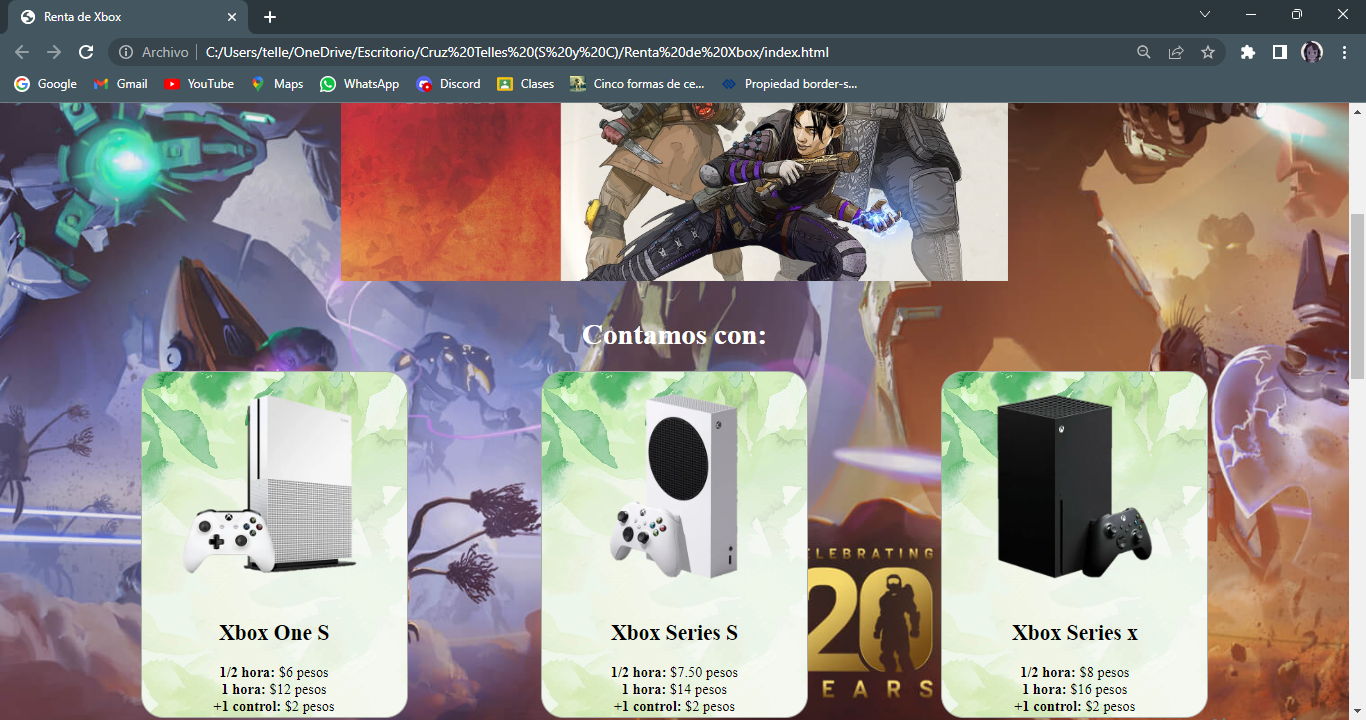 Renta de Xbox
Archivo
C:/Users/telle/OneDrive/Escritorio/Cruz%20Telles%20(S%20y%20C)/Renta%20de%20Xbox/index.html
Google
Gmail
YouTube
Maps
WhatsApp
Discord
Clases
Cinco formas de ce...
Propiedad border-s...
Contamos con:
Xbox One S
1/2 hora: $6 pesos
1 hora: $12 pesos
+1 control: $2 pesos
Xbox Series S
1/2 hora: $7.50 pesos
1 hora: $14 pesos
+1 control: $2 pesos
Xbox Series x
1/2 hora: $8 pesos
1 hora: $16 pesos
+1 control: $2 pesos
ELEBRATING
20
EARS